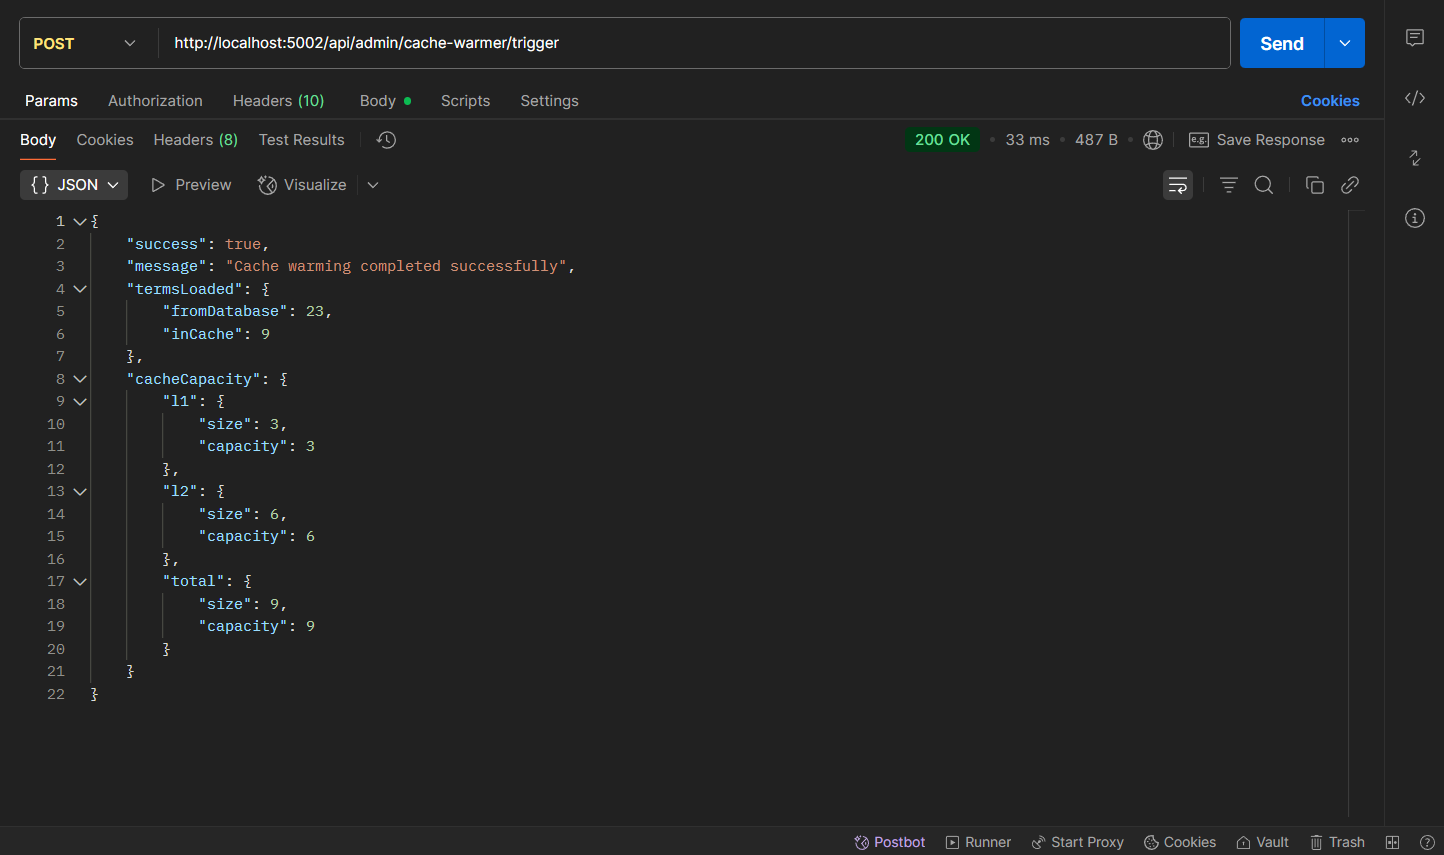 POST http://localhost:5002/api/admin/cache-warmer/trigger Send
Params Authorization Headers (10) Body Scripts Settings Cookies
Body Cookies Headers (8) Test Results 200 OK • 33 ms • 487 B • e.g. Save Response
{} JSON Preview Visualize
1 {
2 "success": true,
3 "message": "Cache warming completed successfully",
4 "termsLoaded": {
5 "fromDatabase": 23,
6 "inCache": 9
7 },
8 "cacheCapacity": {
9 "l1": {
10 "size": 3,
11 "capacity": 3
12 },
13 "l2": {
14 "size": 6,
15 "capacity": 6
16 },
17 "total": {
18 "size": 9,
19 "capacity": 9
20 }
21 }
22 }
Postbot Runner Start Proxy Cookies Vault Trash